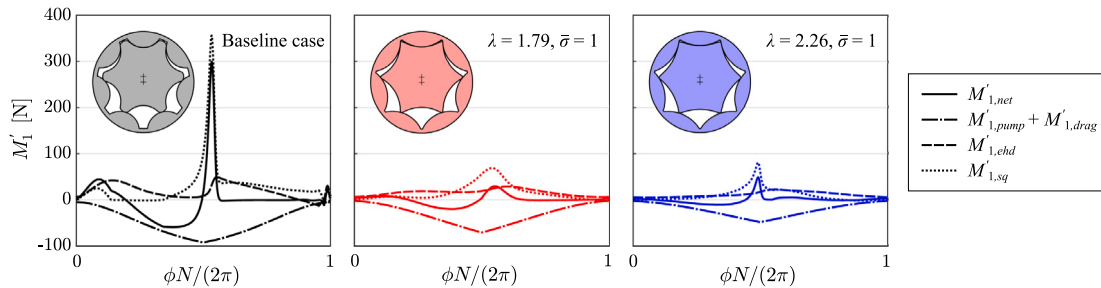 400
300
200
100
0
-100
M′₁ [N]
Baseline case
0
1
ϕN/(2π)
λ = 1.79, σ̄ = 1
0
1
ϕN/(2π)
λ = 2.26, σ̄ = 1
0
1
ϕN/(2π)
M′₁,net
M′₁,pump + M′₁,drag
M′₁,ehd
M′₁,sq